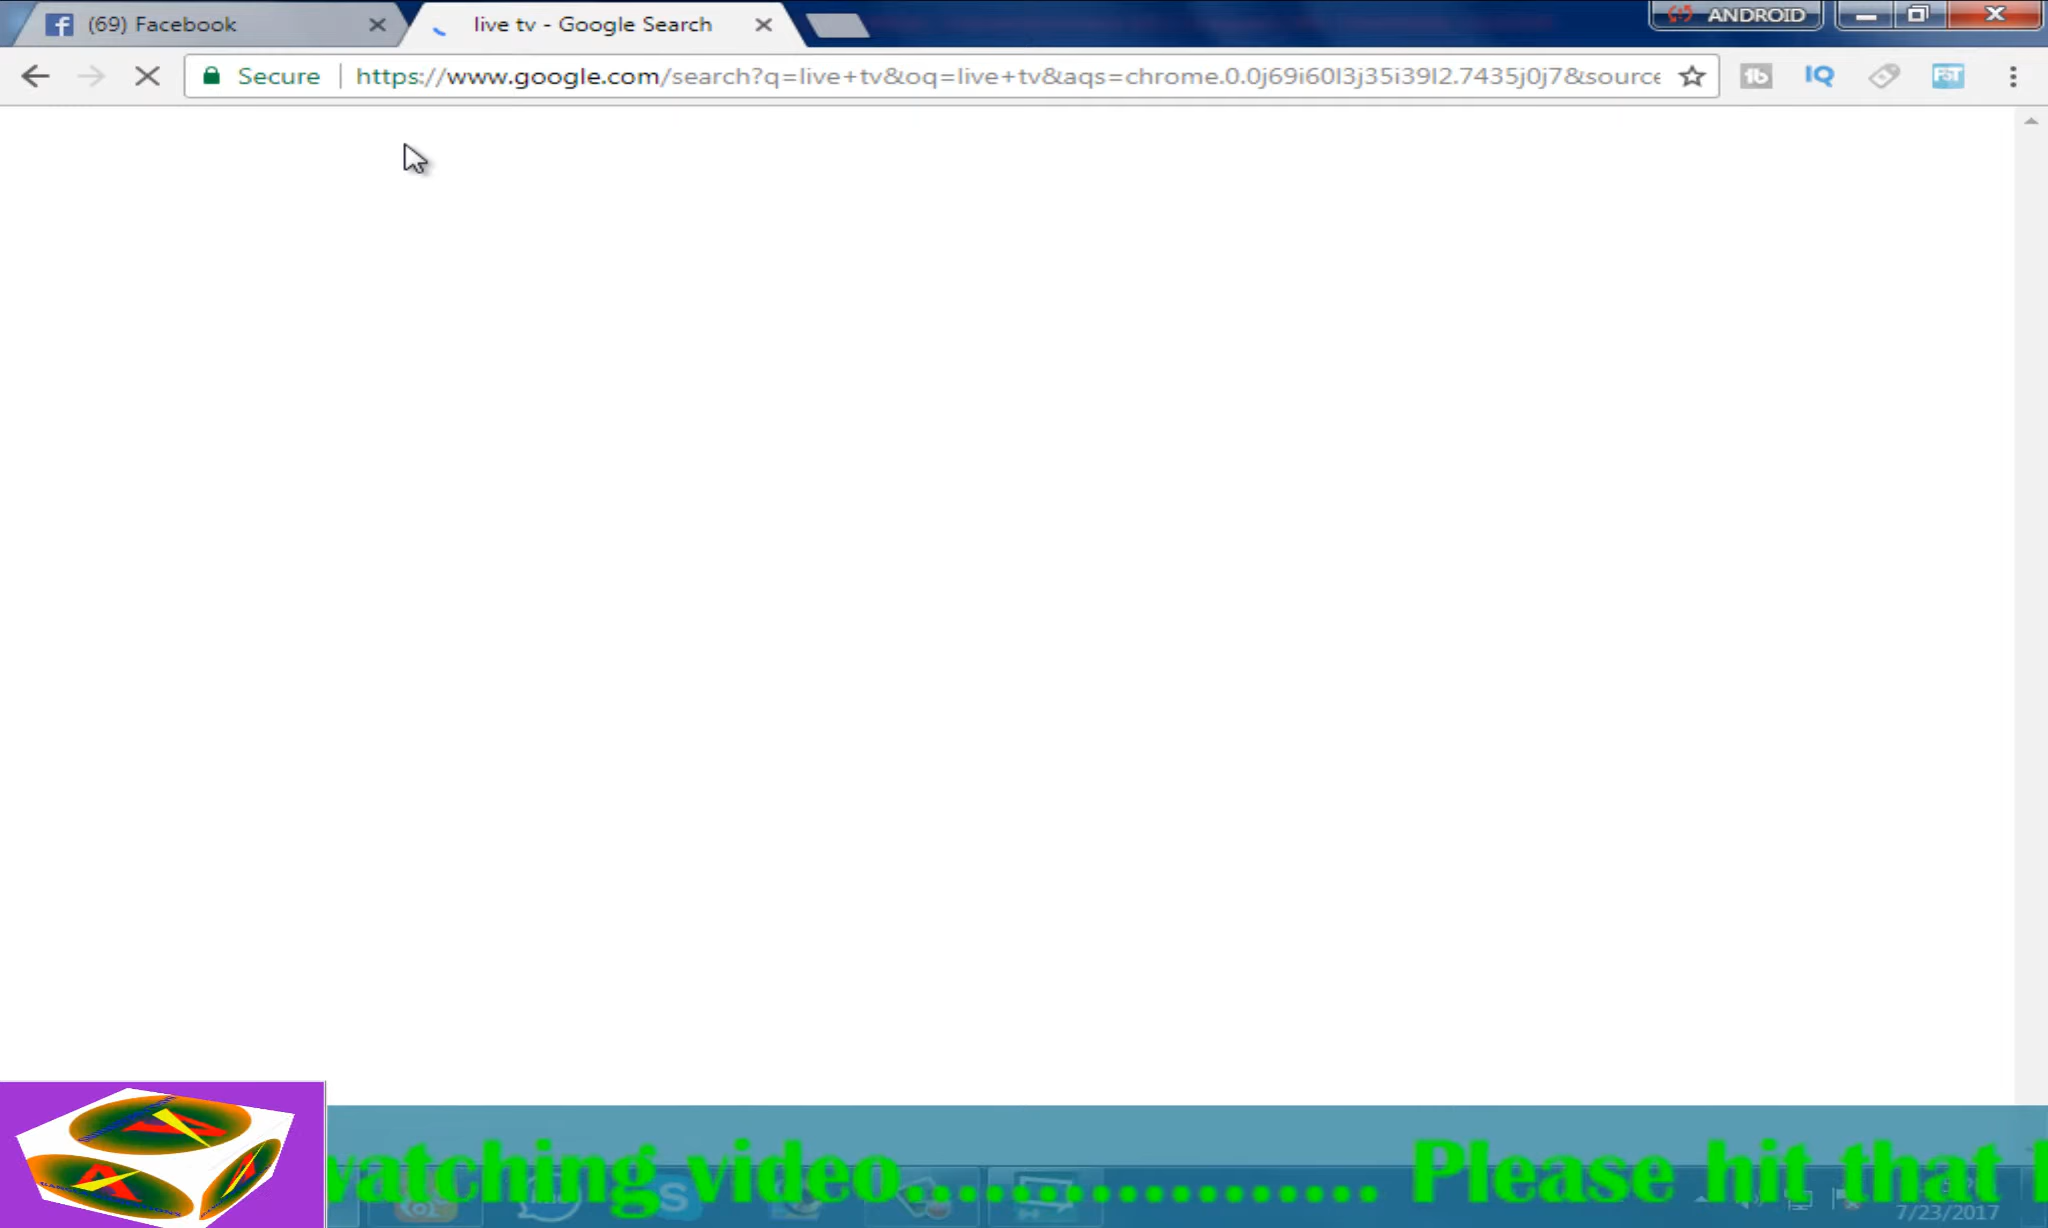 (69) Facebook
live tv - Google Search
ANDROID
Secure
https://www.google.com/search?q=live+tv&oq=live+tv&aqs=chrome.0.0j69i60l3j35i39l2.7435j0j7&source
IQ
watching video.................. Please hit that
7/23/2017